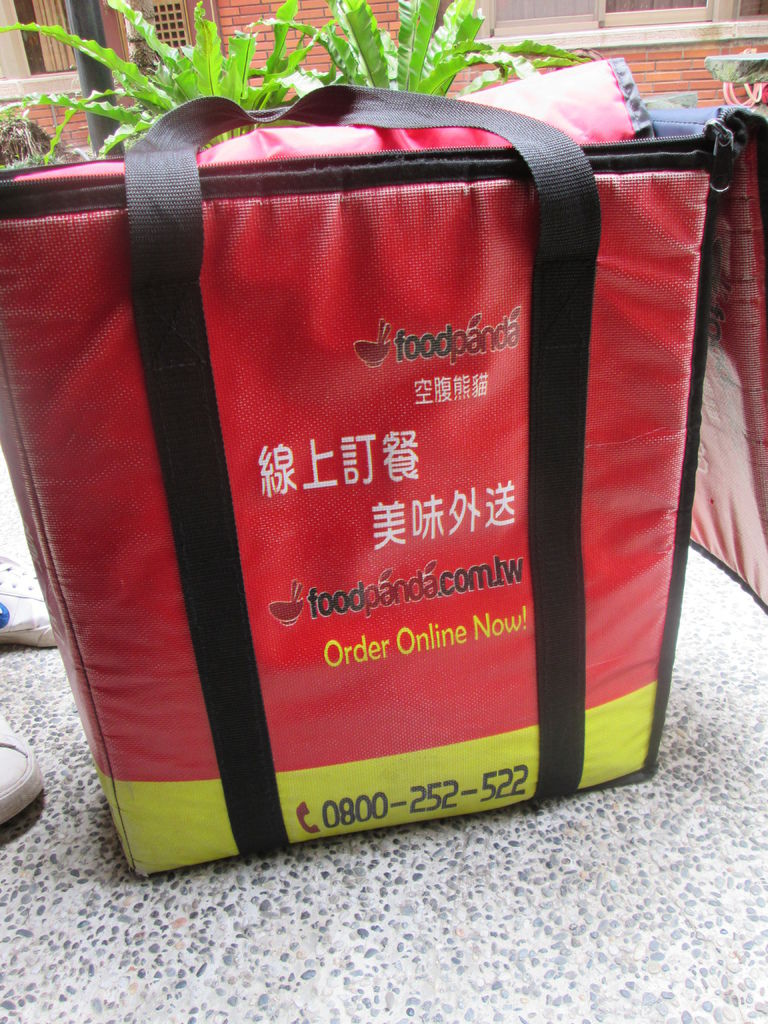 foodpanda
空腹熊貓
線上訂餐
美味外送
foodpanda.com.tw
Order Online Now!
0800-252-522